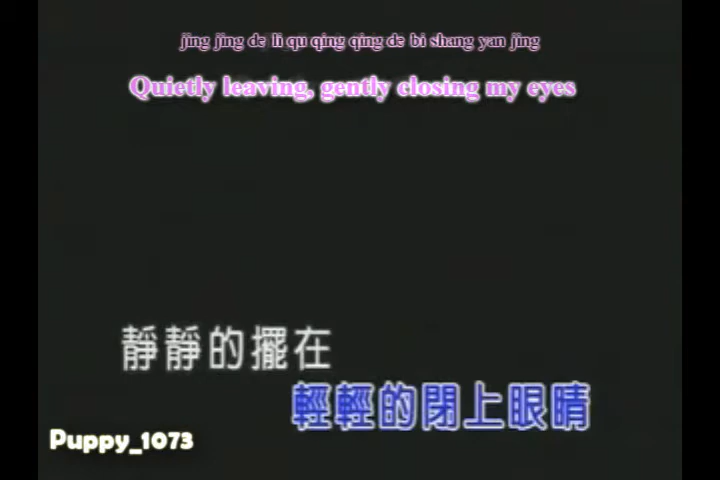 jing jing de li qu qing qing de bi shang yan jing
Quietly leaving, gently closing my eyes
靜靜的擺在
輕輕的閉上眼睛
Puppy_1073